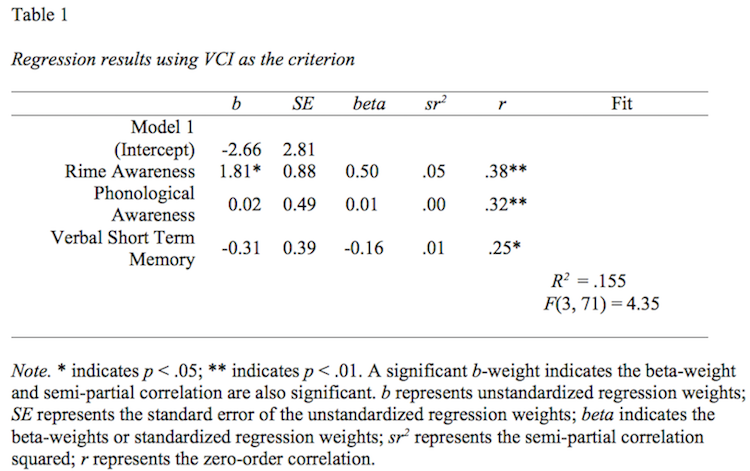 Table 1
Regression results using VCI as the criterion
b SE beta sr² r Fit
Model 1
(Intercept) -2.66 2.81
Rime Awareness 1.81* 0.88 0.50 .05 .38**
Phonological
Awareness 0.02 0.49 0.01 .00 .32**
Verbal Short Term
Memory -0.31 0.39 -0.16 .01 .25*
R² = .155
F(3, 71) = 4.35
Note. * indicates p < .05; ** indicates p < .01. A significant b-weight indicates the beta-weight
and semi-partial correlation are also significant. b represents unstandardized regression weights;
SE represents the standard error of the unstandardized regression weights; beta indicates the
beta-weights or standardized regression weights; sr² represents the semi-partial correlation
squared; r represents the zero-order correlation.